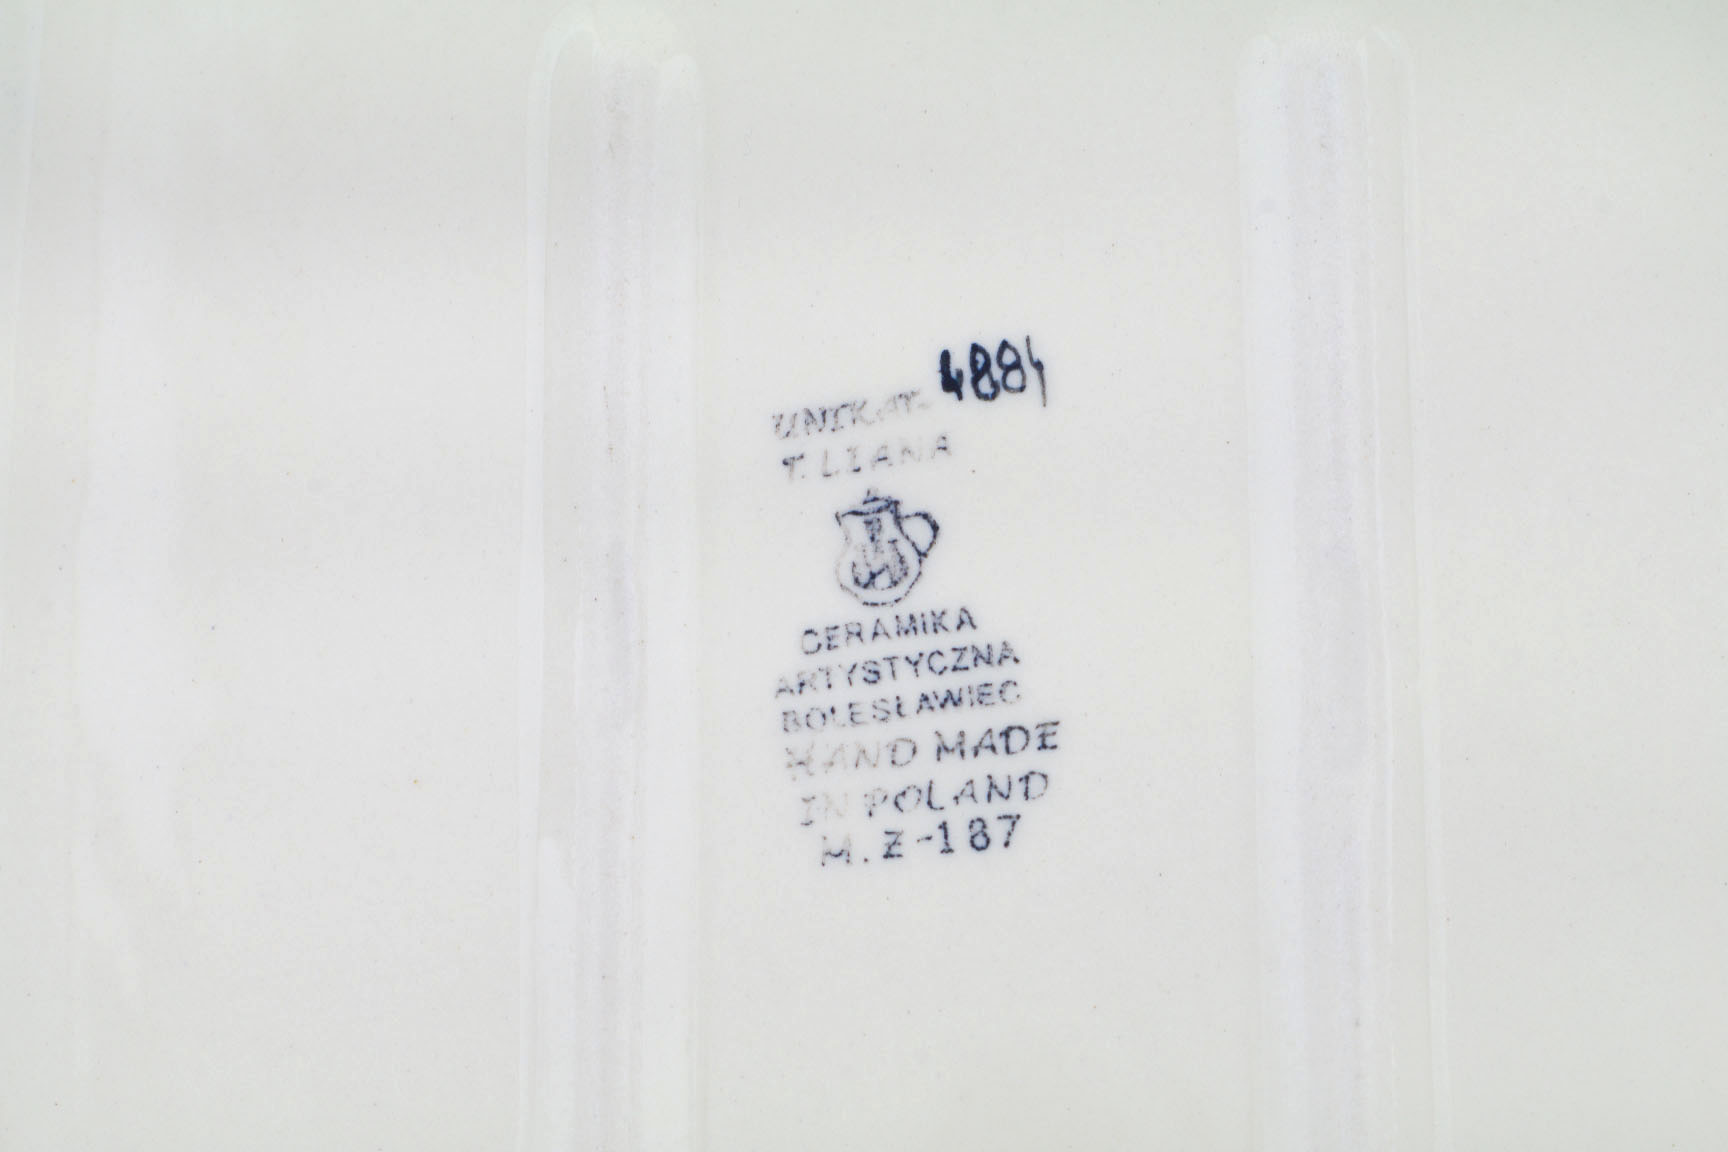 UNIKAT- 4884
T. LIANA
CERAMIKA
ARTYSTYCZNA
BOLESŁAWIEC
HAND MADE
IN POLAND
M.Z-187